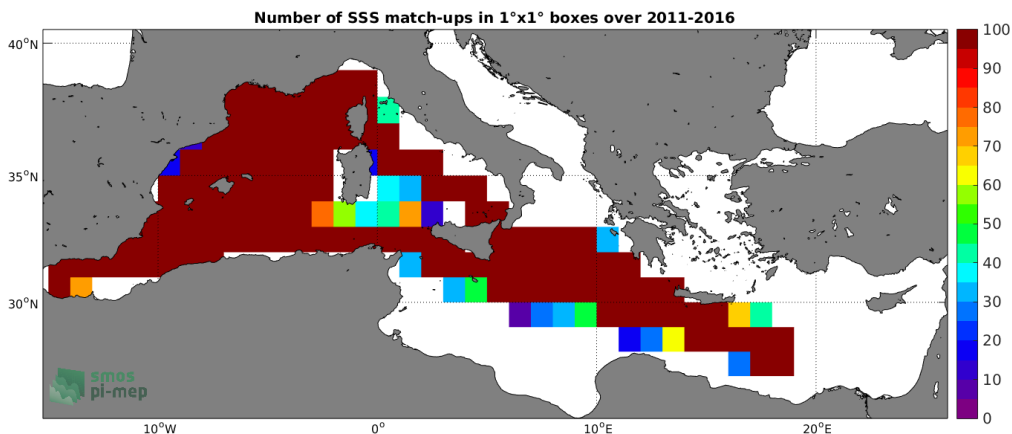 Number of SSS match-ups in 1°x1° boxes over 2011-2016
40°N
35°N
30°N
10°W
0°
10°E
20°E
100
90
80
70
60
50
40
30
20
10
0
smos
pi-mep